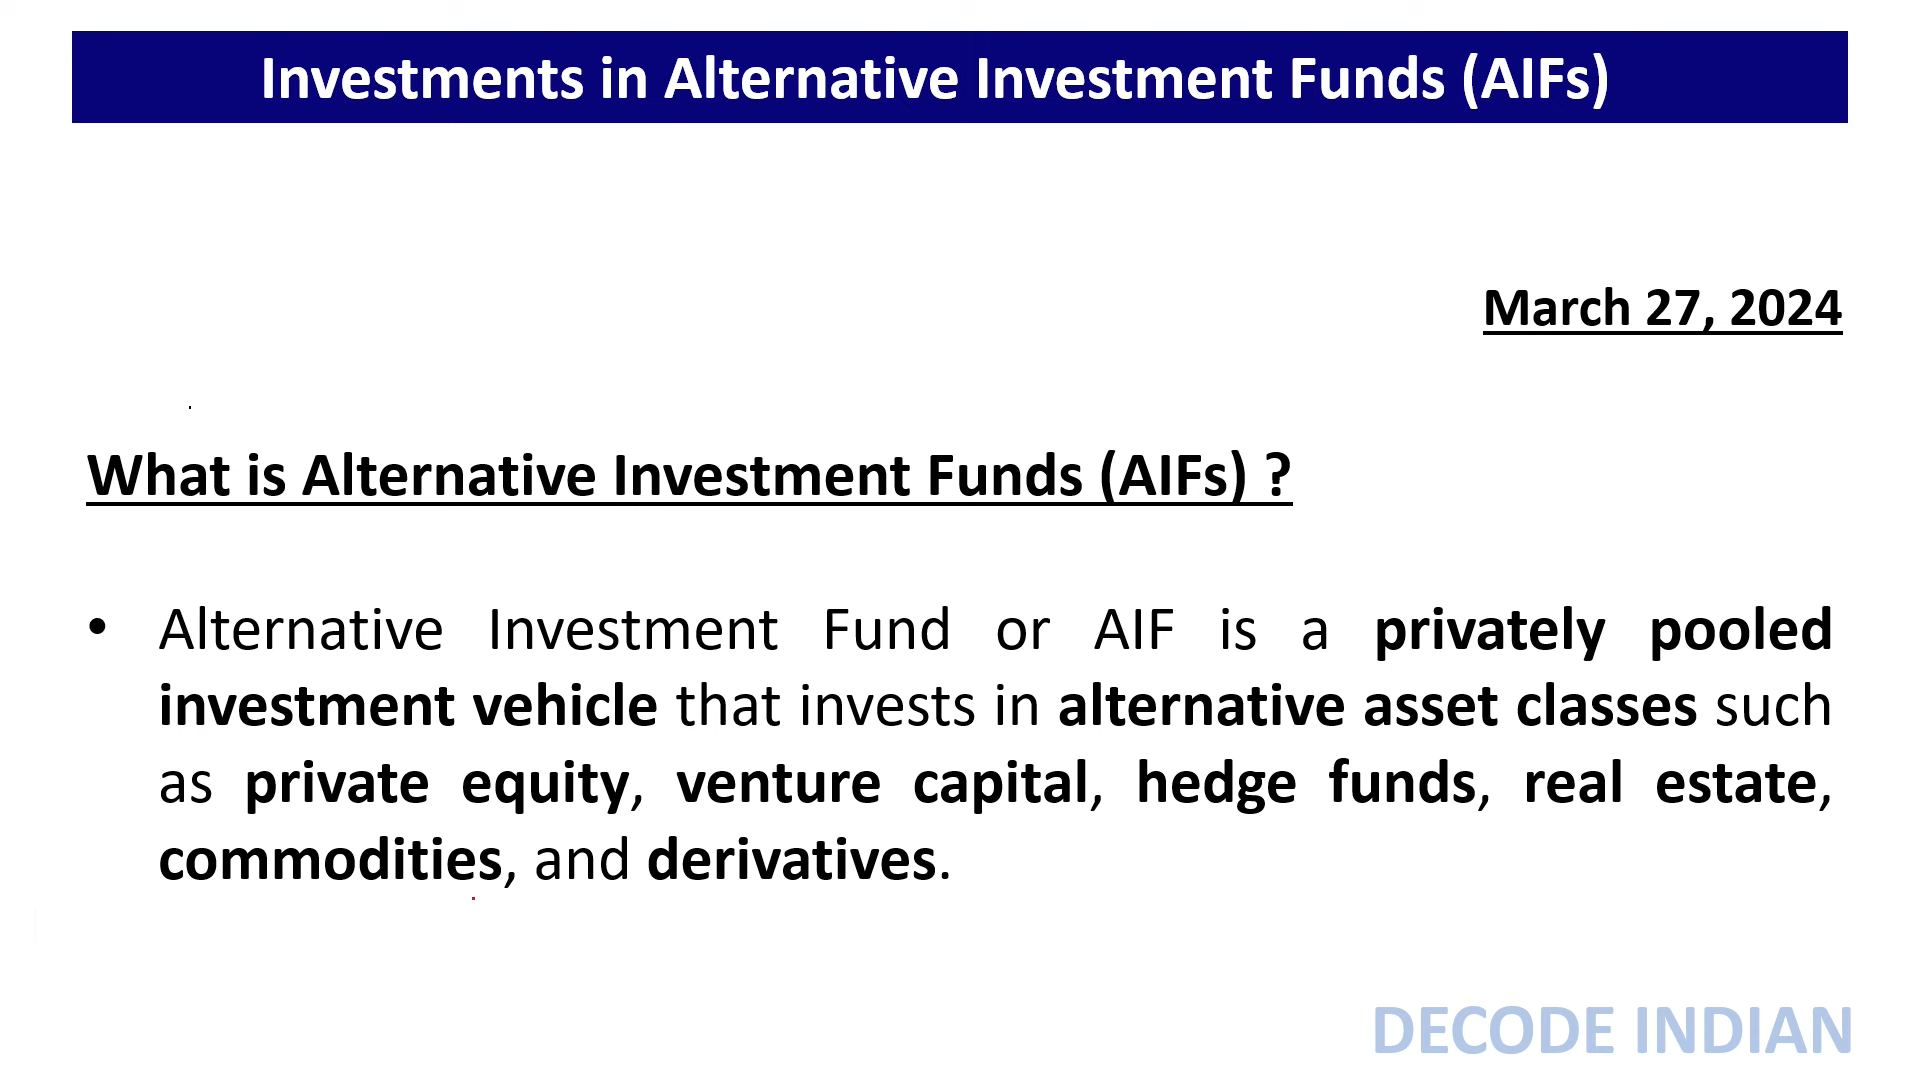 Investments in Alternative Investment Funds (AIFs)
March 27, 2024
What is Alternative Investment Funds (AIFs) ?
• Alternative Investment Fund or AIF is a privately pooled
investment vehicle that invests in alternative asset classes such
as private equity, venture capital, hedge funds, real estate,
commodities, and derivatives.
DECODE INDIAN